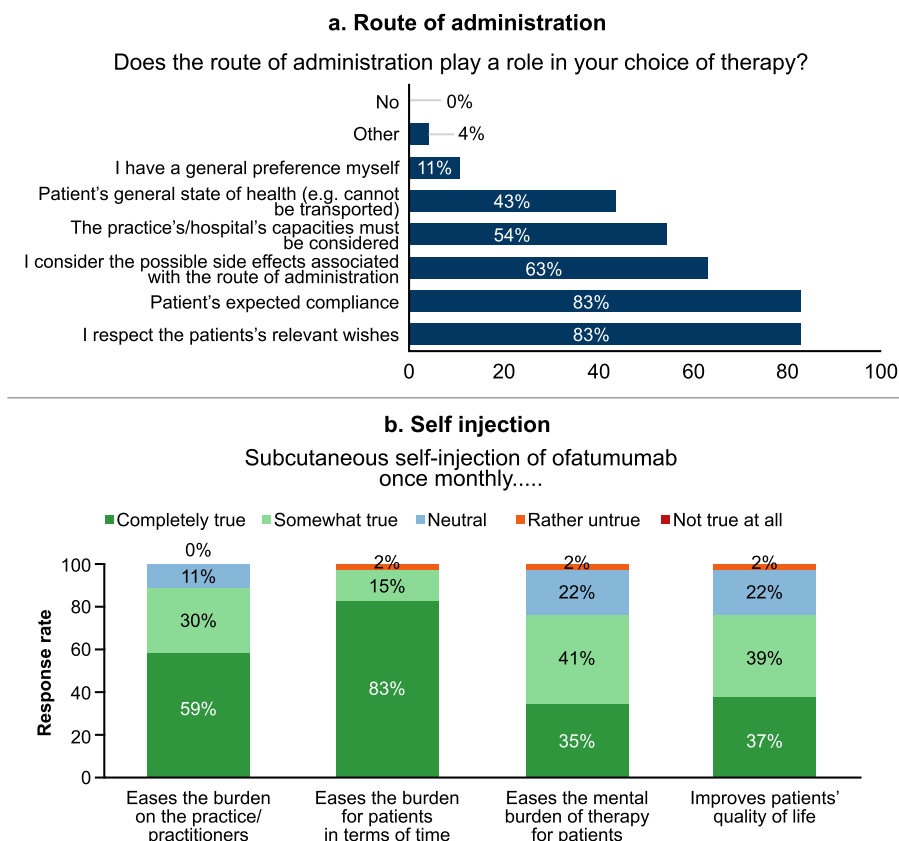 a. Route of administration
Does the route of administration play a role in your choice of therapy?
No 0%
Other 4%
I have a general preference myself 11%
Patient's general state of health (e.g. cannot
be transported) 43%
The practice's/hospital's capacities must
be considered 54%
I consider the possible side effects associated
with the route of administration 63%
Patient's expected compliance 83%
I respect the patients's relevant wishes 83%
0 20 40 60 80 100
b. Self injection
Subcutaneous self-injection of ofatumumab
once monthly.....
Completely true Somewhat true Neutral Rather untrue Not true at all
Response rate
100
80
60
40
20
0
0%
11%
30%
59%
2%
15%
83%
2%
22%
41%
35%
2%
22%
39%
37%
Eases the burden
on the practice/
practitioners
Eases the burden
for patients
in terms of time
Eases the mental
burden of therapy
for patients
Improves patients'
quality of life